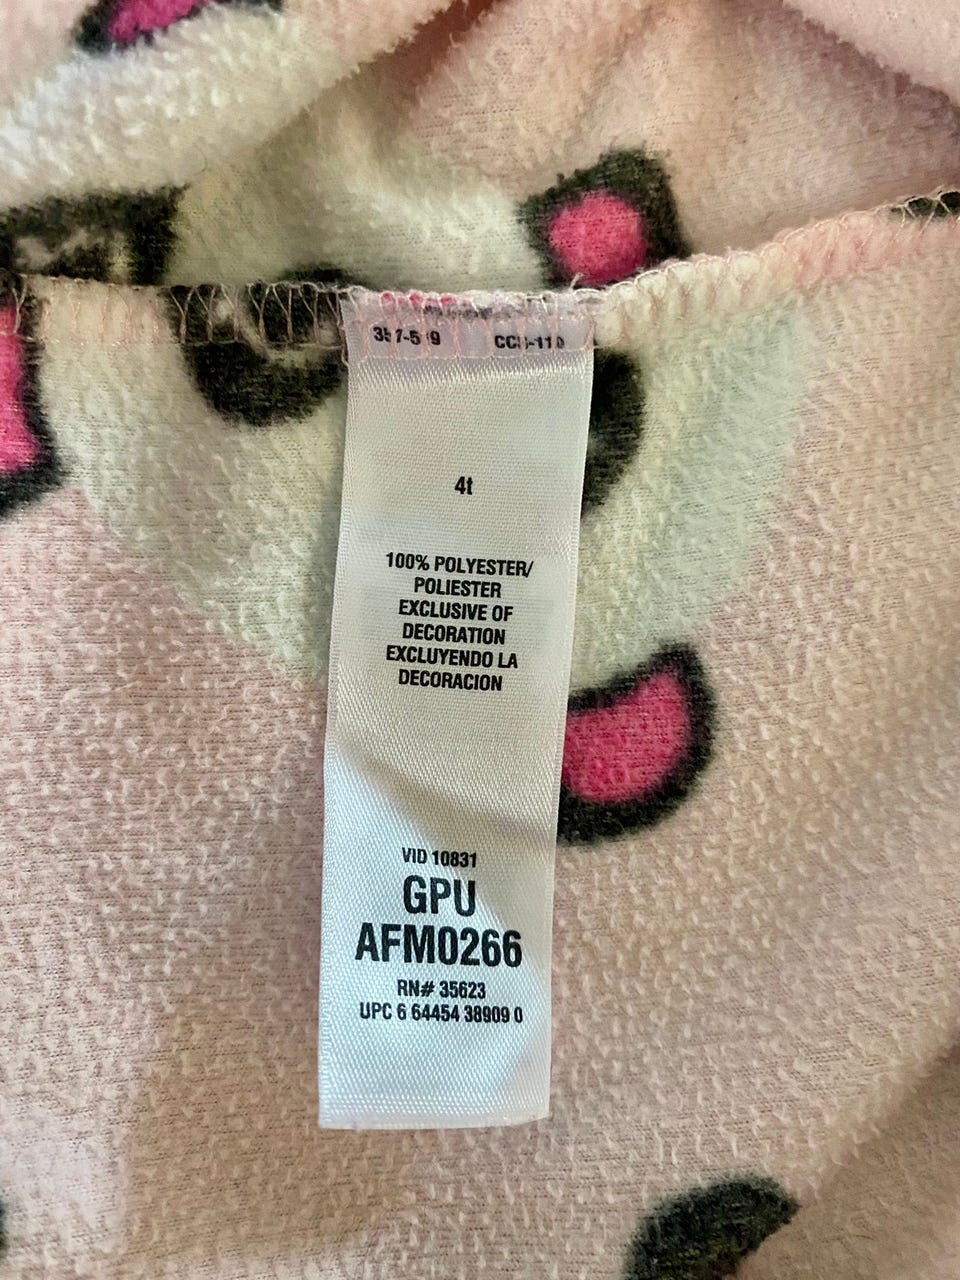 4t
100% POLYESTER/
POLIESTER
EXCLUSIVE OF
DECORATION
EXCLUYENDO LA
DECORACION
VID 10831
GPU
AFM0266
RN# 35623
UPC 6 64454 38909 0